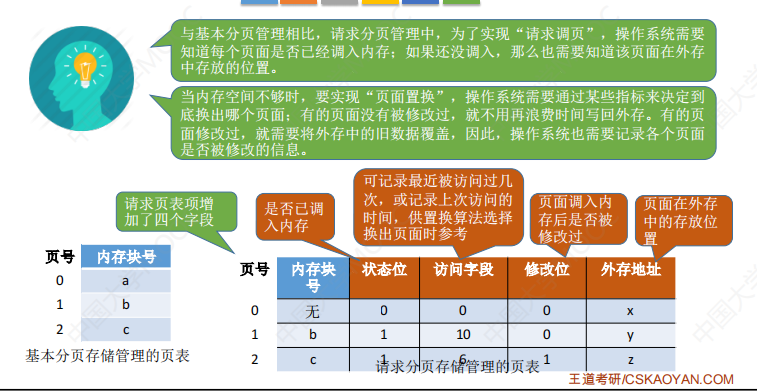 与基本分页管理相比，请求分页管理中，为了实现“请求调页”，操作系统需要
知道每个页面是否已经调入内存；如果还没调入，那么也需要知道该页面在外存
中存放的位置。
当内存空间不够时，要实现“页面置换”，操作系统需要通过某些指标来决定到
底换出哪个页面；有的页面没有被修改过，就不用再浪费时间写回外存。有的页
面修改过，就需要将外存中的旧数据覆盖，因此，操作系统也需要记录各个页面
是否被修改的信息。
请求页表项增
加了四个字段
是否已调
入内存
可记录最近被访问过几
次，或记录上次访问的
时间，供置换算法选择
换出页面时参考
页面调入内
存后是否被
修改过
页面在外存
中的存放位
置
页号 内存块号
0 a
1 b
2 c
基本分页存储管理的页表
页号 内存块号 状态位 访问字段 修改位 外存地址
0 无 0 0 0 x
1 b 1 10 0 y
2 c 1 6 1 z
请求分页存储管理的页表
王道考研/CSKAOYAN.COM